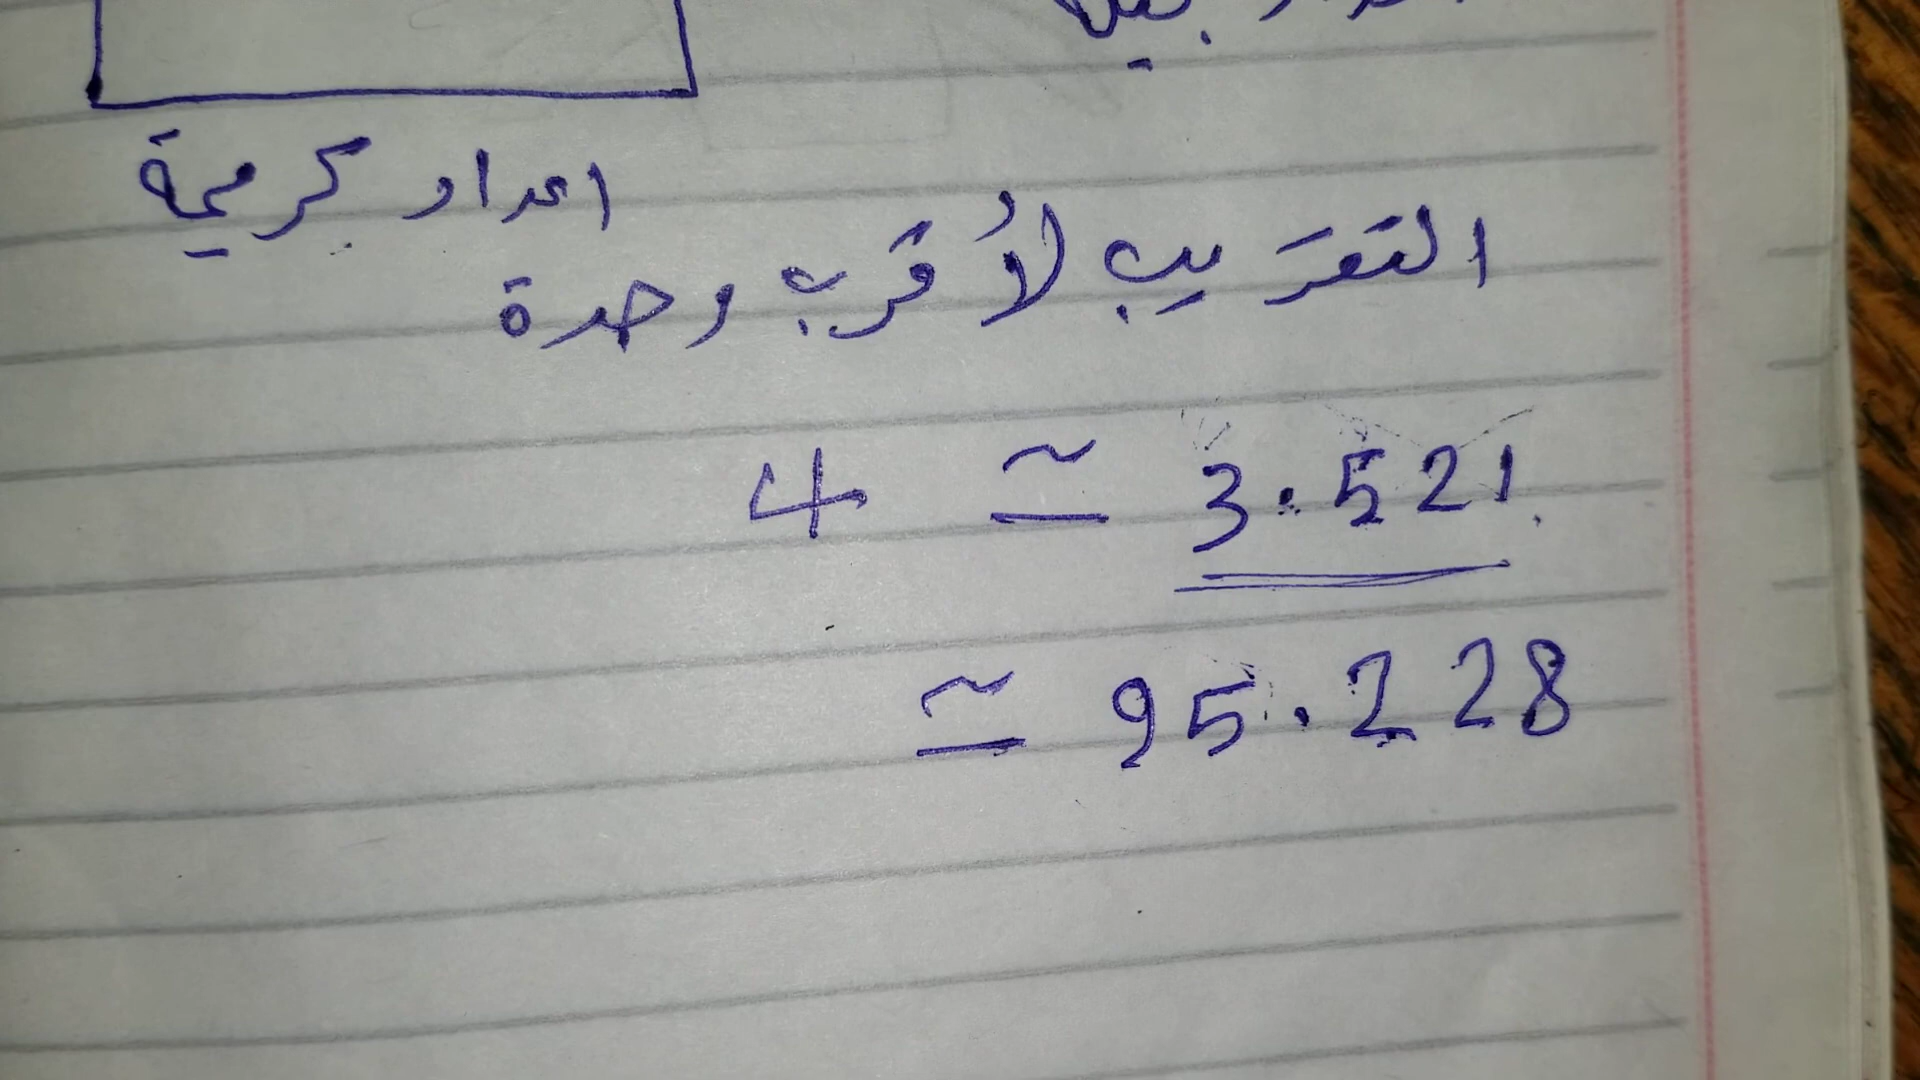 اعداد كريمة
التقريب لأقرب وحدة
3.521 ≃ 4
95.228 ≃